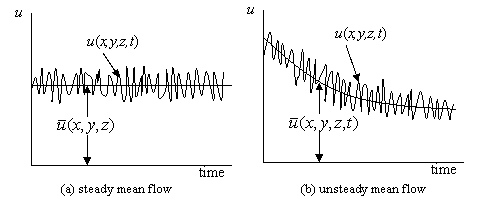 u
u(x,y,z,t)
u̅(x, y, z)
time
(a) steady mean flow
u
u(x,y,z,t)
u̅(x, y, z,t)
time
(b) unsteady mean flow